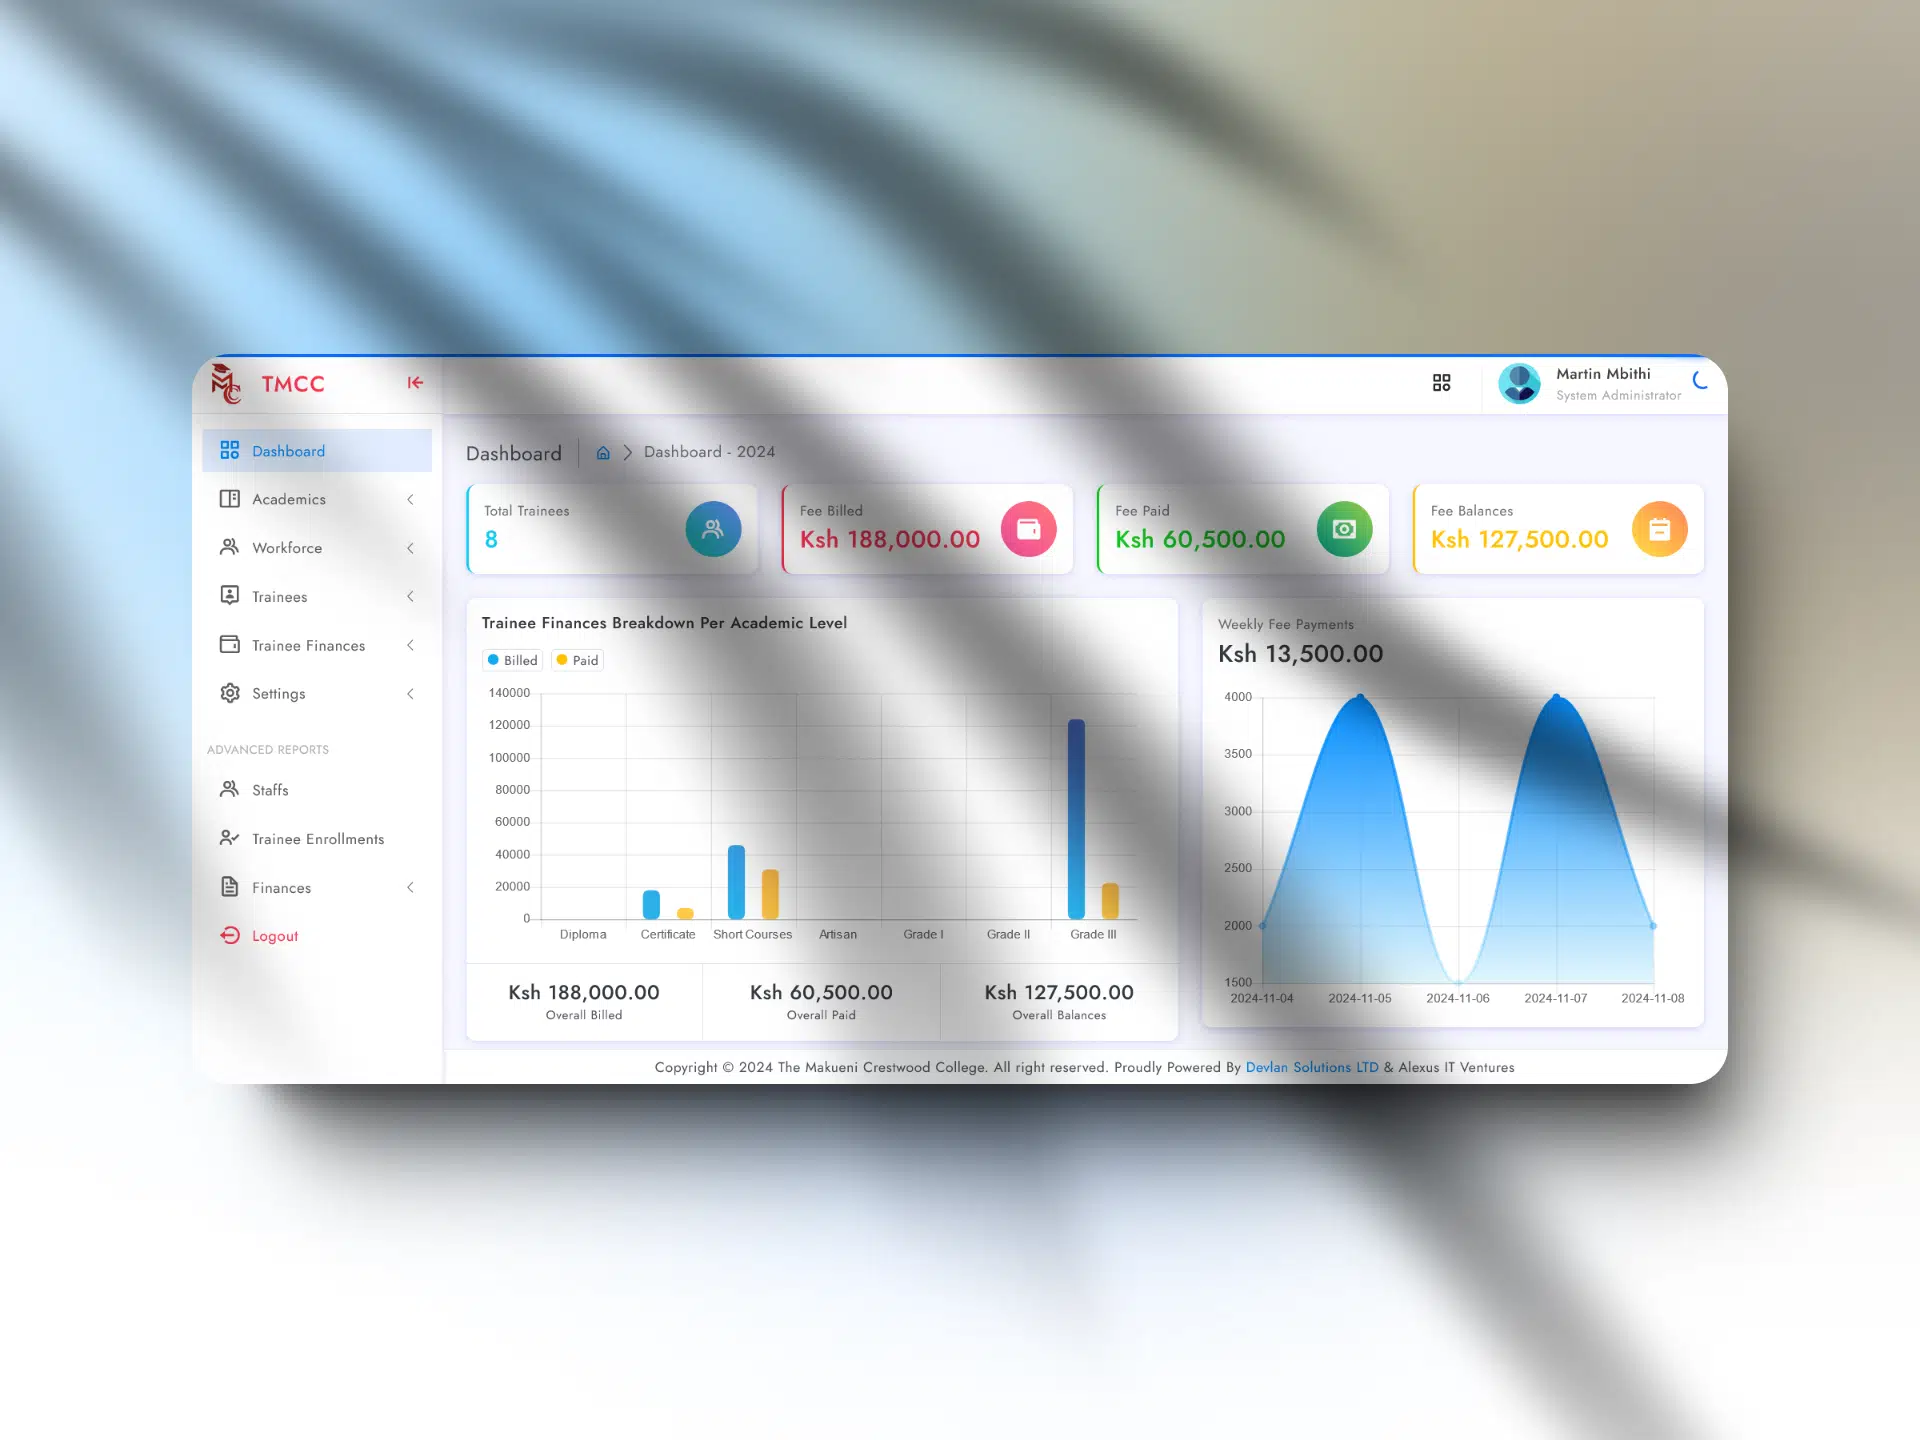 TMCC
Martin Mbithi
System Administrator
Dashboard
Academics
Workforce
Trainees
Trainee Finances
Settings
ADVANCED REPORTS
Staffs
Trainee Enrollments
Finances
Logout
Dashboard
Dashboard - 2024
Total Trainees
8
Fee Billed
Ksh 188,000.00
Fee Paid
Ksh 60,500.00
Fee Balances
Ksh 127,500.00
Trainee Finances Breakdown Per Academic Level
Billed Paid
140000
120000
100000
80000
60000
40000
20000
0
Diploma Certificate Short Courses Artisan Grade I Grade II Grade III
Ksh 188,000.00
Overall Billed
Ksh 60,500.00
Overall Paid
Ksh 127,500.00
Overall Balances
Weekly Fee Payments
Ksh 13,500.00
4000
3500
3000
2500
2000
1500
2024-11-04 2024-11-05 2024-11-06 2024-11-07 2024-11-08
Copyright © 2024 The Makueni Crestwood College. All right reserved. Proudly Powered By Devlan Solutions LTD & Alexus IT Ventures